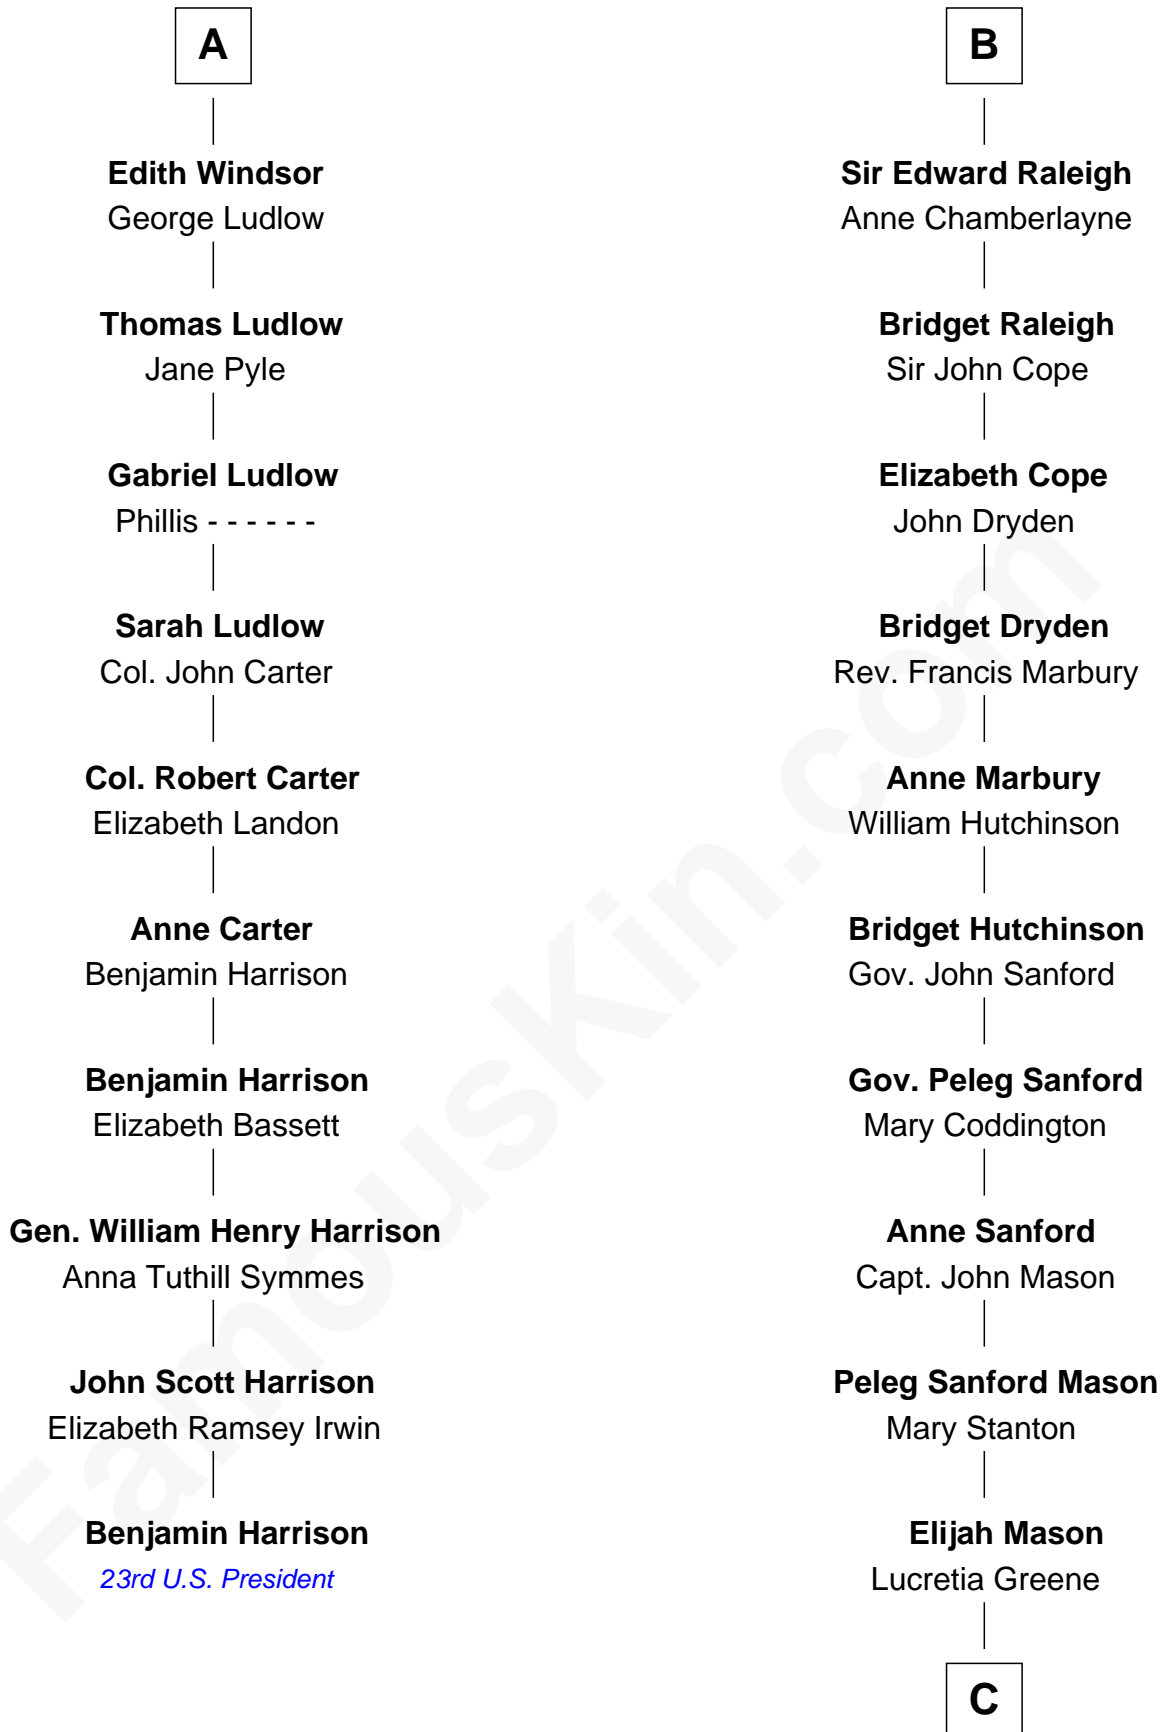 A
Edith Windsor
George Ludlow
Thomas Ludlow
Jane Pyle
Gabriel Ludlow
Phillis - - - - - -
Sarah Ludlow
Col. John Carter
Col. Robert Carter
Elizabeth Landon
Anne Carter
Benjamin Harrison
Benjamin Harrison
Elizabeth Bassett
Gen. William Henry Harrison
Anna Tuthill Symmes
John Scott Harrison
Elizabeth Ramsey Irwin
Benjamin Harrison
23rd U.S. President
B
Sir Edward Raleigh
Anne Chamberlayne
Bridget Raleigh
Sir John Cope
Elizabeth Cope
John Dryden
Bridget Dryden
Rev. Francis Marbury
Anne Marbury
William Hutchinson
Bridget Hutchinson
Gov. John Sanford
Gov. Peleg Sanford
Mary Coddington
Anne Sanford
Capt. John Mason
Peleg Sanford Mason
Mary Stanton
Elijah Mason
Lucretia Greene
C
FamousKin.com